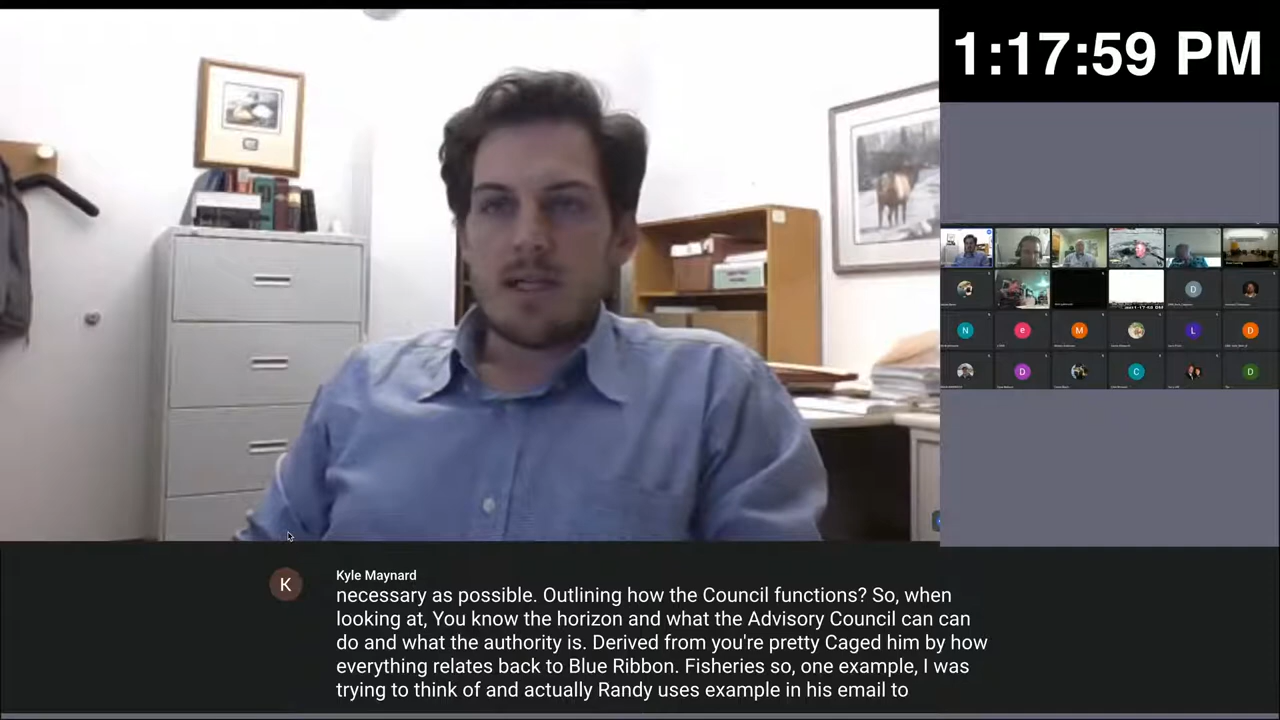 1:17:59 PM
D
N
e
M
L
D
D
C
D
K
Kyle Maynard
necessary as possible. Outlining how the Council functions? So, when
looking at, You know the horizon and what the Advisory Council can can
do and what the authority is. Derived from you're pretty Caged him by how
everything relates back to Blue Ribbon. Fisheries so, one example, I was
trying to think of and actually Randy uses example in his email to